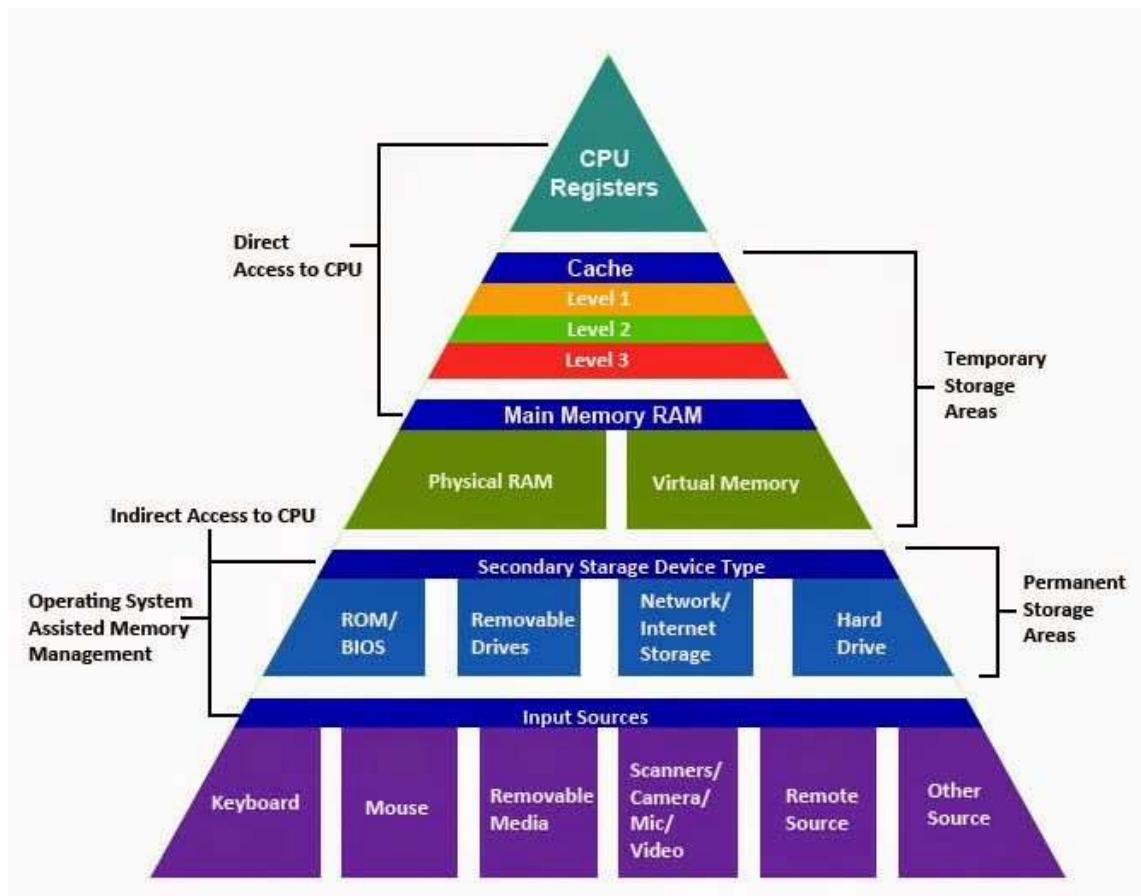 CPU
Registers
Direct
Access to CPU
Cache
Level 1
Level 2
Level 3
Temporary
Storage
Areas
Main Memory RAM
Physical RAM
Virtual Memory
Indirect Access to CPU
Operating System
Assisted Memory
Management
Secondary Starage Device Type
ROM/
BIOS
Removable
Drives
Network/
Internet
Storage
Hard
Drive
Permanent
Storage
Areas
Input Sources
Keyboard
Mouse
Removable
Media
Scanners/
Camera/
Mic/
Video
Remote
Source
Other
Source